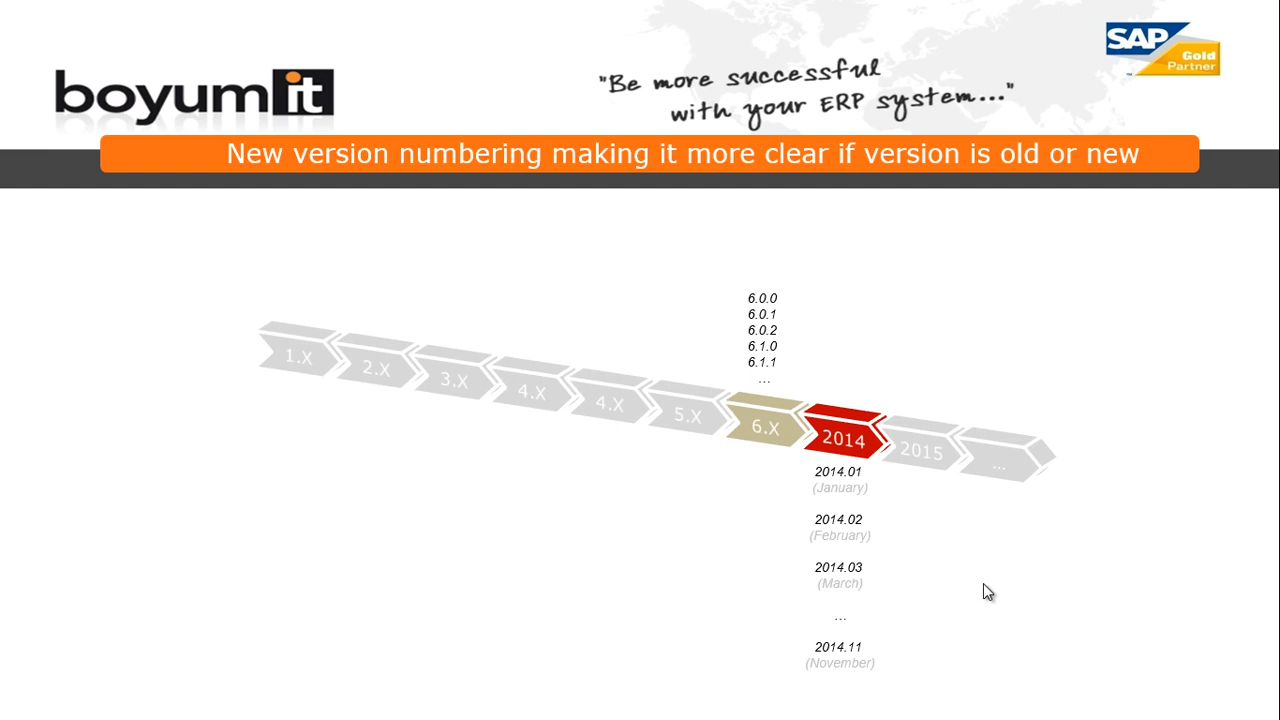 SAP
Gold
Partner
™
boyumit
"Be more successful
with your ERP system..."
New version numbering making it more clear if version is old or new
6.0.0
6.0.1
6.0.2
6.1.0
6.1.1
...
1.X
2.X
3.X
4.X
4.X
5.X
6.X
2014
2015
...
2014.01
(January)
2014.02
(February)
2014.03
(March)
...
2014.11
(November)